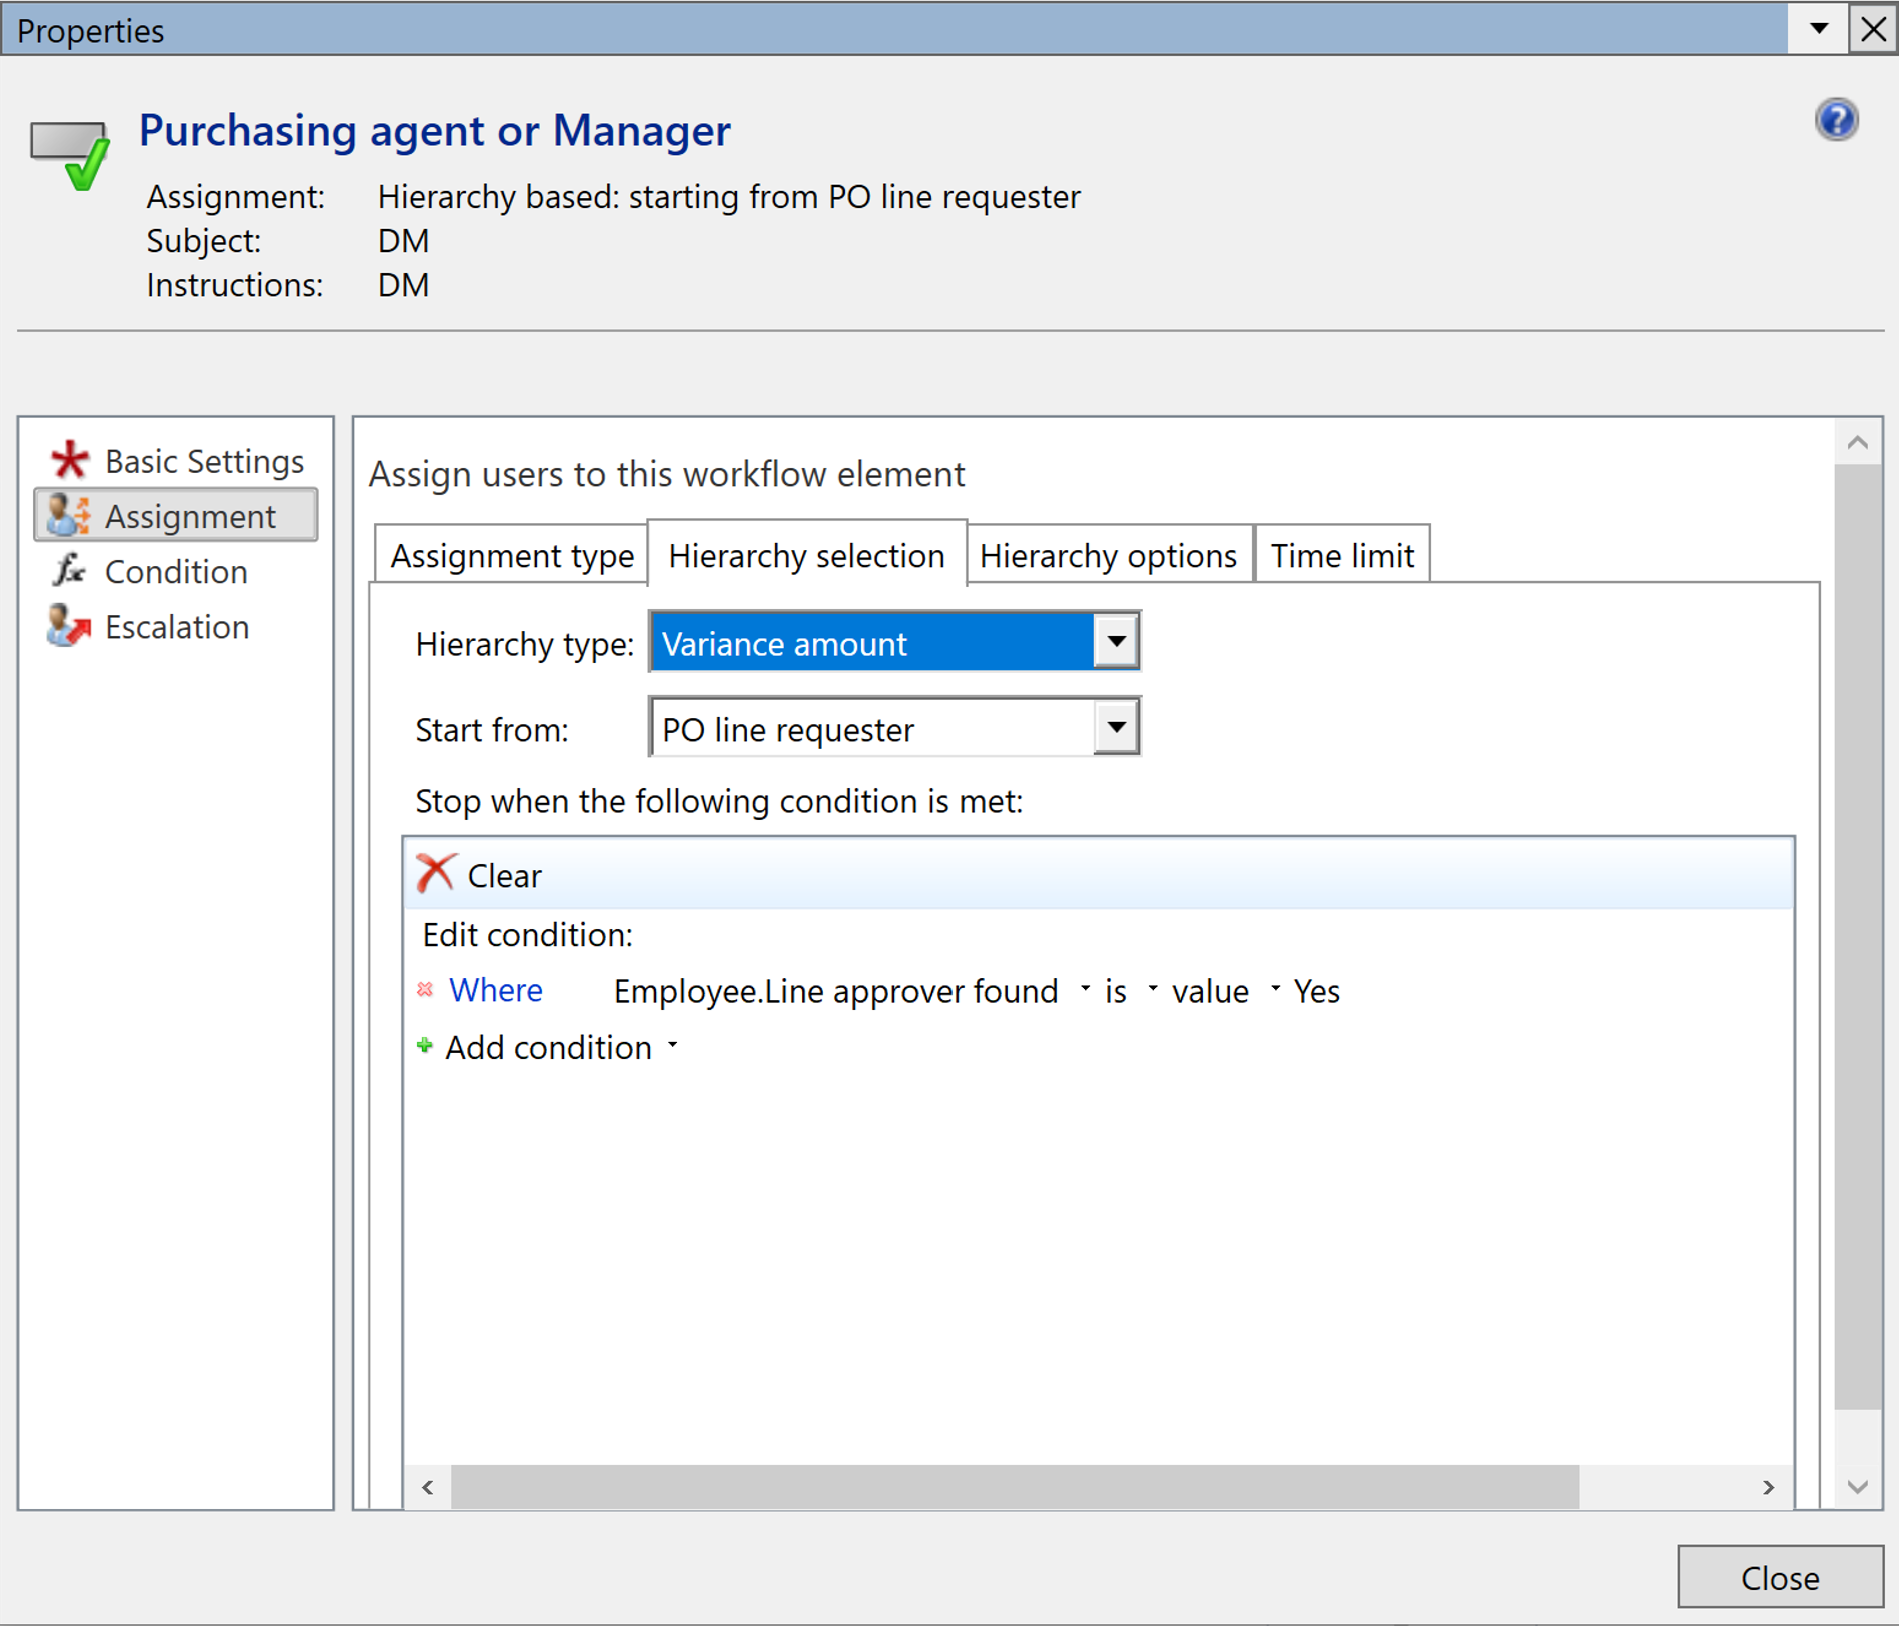 Properties
Purchasing agent or Manager
Assignment: Hierarchy based: starting from PO line requester
Subject: DM
Instructions: DM
Basic Settings
Assignment
Condition
Escalation
Assign users to this workflow element
Assignment type Hierarchy selection Hierarchy options Time limit
Hierarchy type: Variance amount
Start from: PO line requester
Stop when the following condition is met:
Clear
Edit condition:
Where Employee.Line approver found is value Yes
Add condition
Close